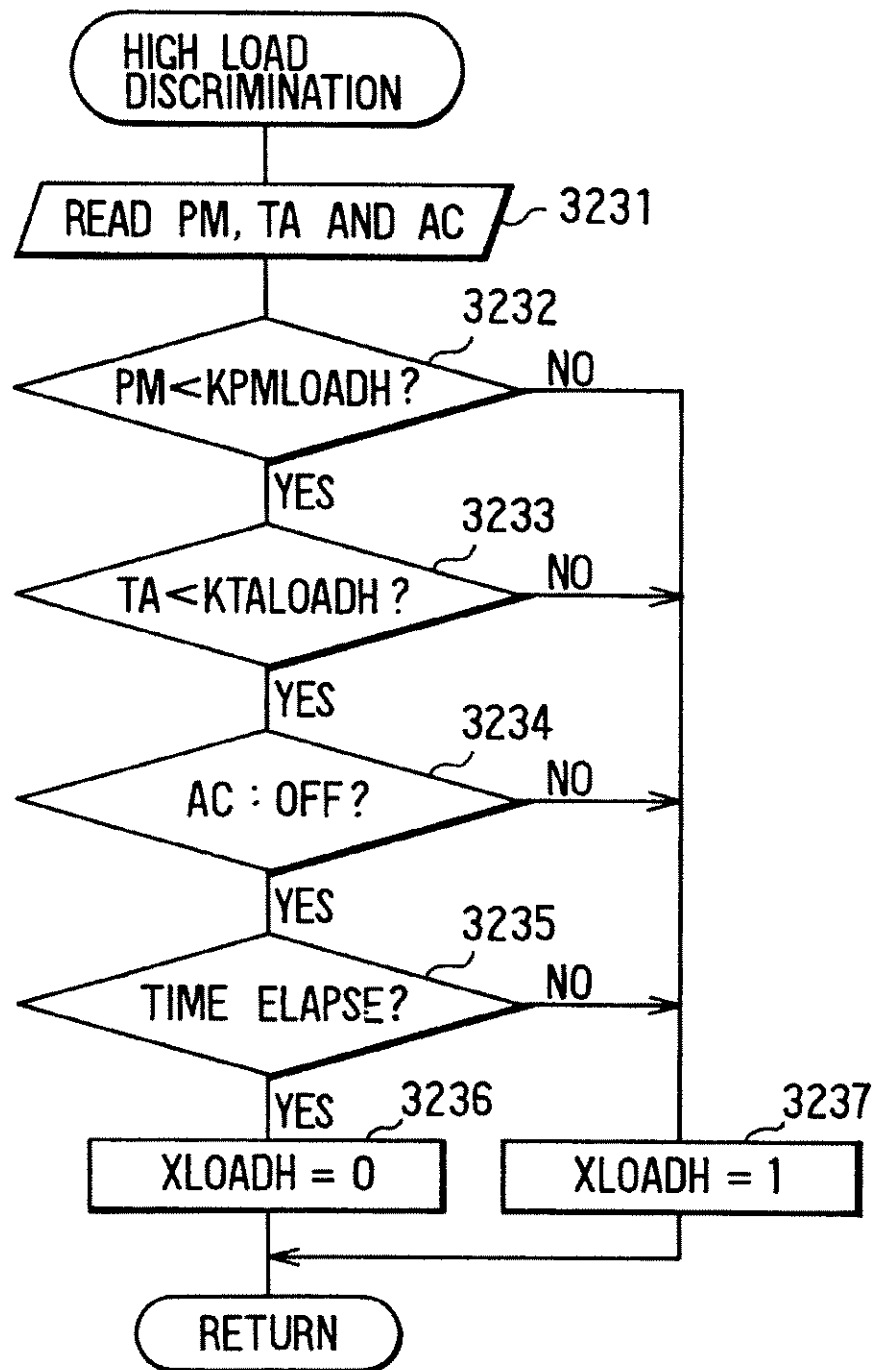 HIGH LOAD
DISCRIMINATION
READ PM, TA AND AC
3231
3232
PM<KPMLOADH?
NO
YES
3233
TA<KTALOADH?
NO
YES
3234
AC : OFF?
NO
YES
3235
TIME ELAPSE?
NO
YES
3236
3237
XLOADH = 0
XLOADH = 1
RETURN